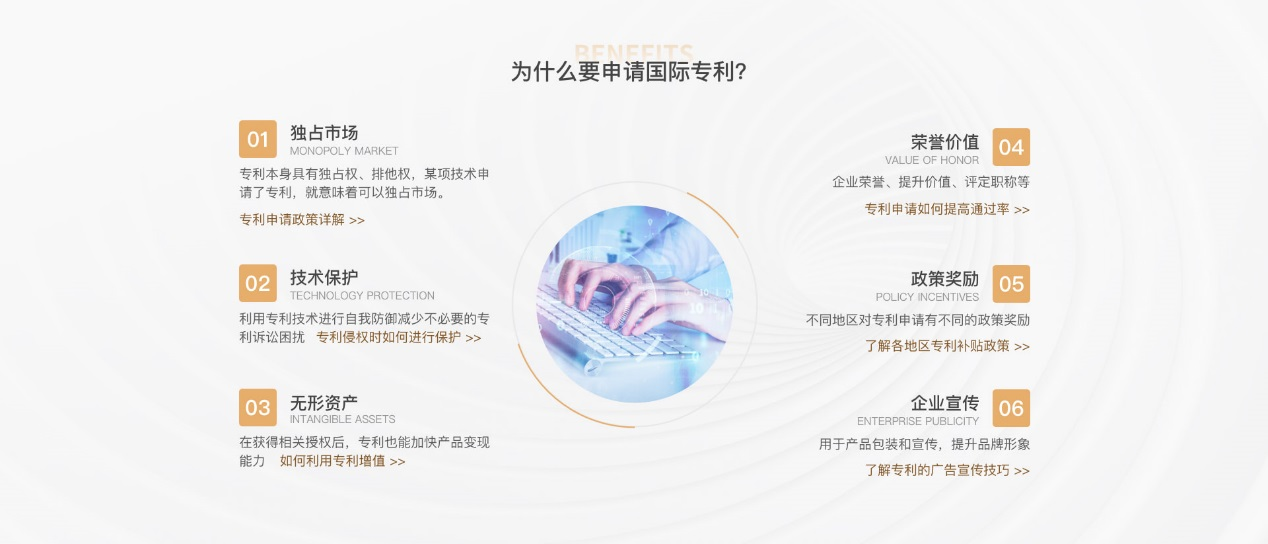 BENEFITS
为什么要申请国际专利？
01
独占市场
MONOPOLY MARKET
专利本身具有独占权、排他权，某项技术申
请了专利，就意味着可以独占市场。
专利申请政策详解 >>
02
技术保护
TECHNOLOGY PROTECTION
利用专利技术进行自我防御减少不必要的专
利诉讼困扰 专利侵权时如何进行保护 >>
03
无形资产
INTANGIBLE ASSETS
在获得相关授权后，专利也能加快产品变现
能力 如何利用专利增值 >>
荣誉价值
VALUE OF HONOR
04
企业荣誉、提升价值、评定职称等
专利申请如何提高通过率 >>
政策奖励
POLICY INCENTIVES
05
不同地区对专利申请有不同的政策奖励
了解各地区专利补贴政策 >>
企业宣传
ENTERPRISE PUBLICITY
06
用于产品包装和宣传，提升品牌形象
了解专利的广告宣传技巧 >>